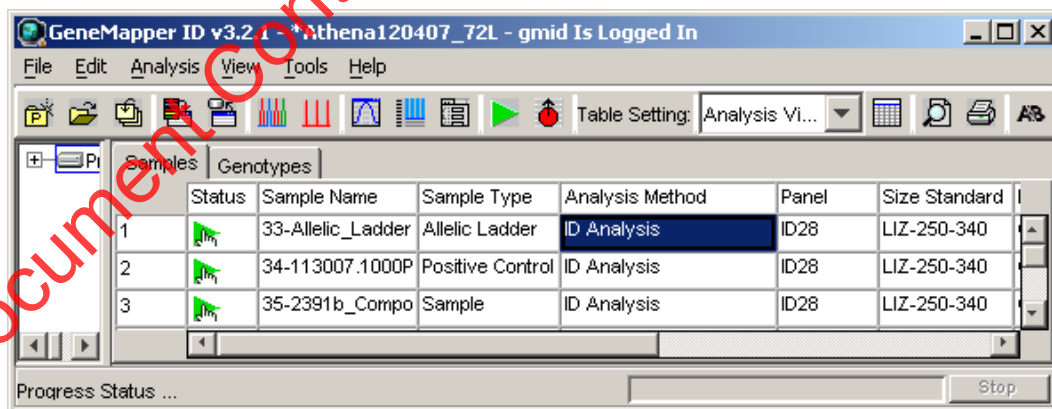 GeneMapper ID v3.2.1 - *Athena120407_72L - gmid Is Logged In
File Edit Analysis View Tools Help
Table Setting: Analysis Vi...
Samples Genotypes
Status Sample Name Sample Type Analysis Method Panel Size Standard
1 33-Allelic_Ladder Allelic Ladder ID Analysis ID28 LIZ-250-340
2 34-113007.1000P Positive Control ID Analysis ID28 LIZ-250-340
3 35-2391b_Compo Sample ID Analysis ID28 LIZ-250-340
Progress Status ... Stop
ocument Con